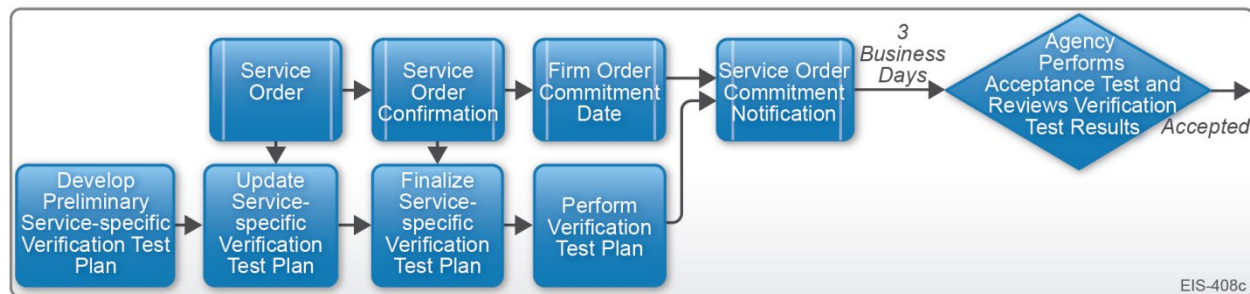 Service
Order
Service
Order
Confirmation
Firm Order
Commitment
Date
Service Order
Commitment
Notification
3
Business
Days
Agency
Performs
Acceptance Test and
Reviews Verification
Test Results
Accepted
Develop
Preliminary
Service-specific
Verification Test
Plan
Update
Service-
specific
Verification
Test Plan
Finalize
Service-
specific
Verification
Test Plan
Perform
Verification
Test Plan
EIS-408c